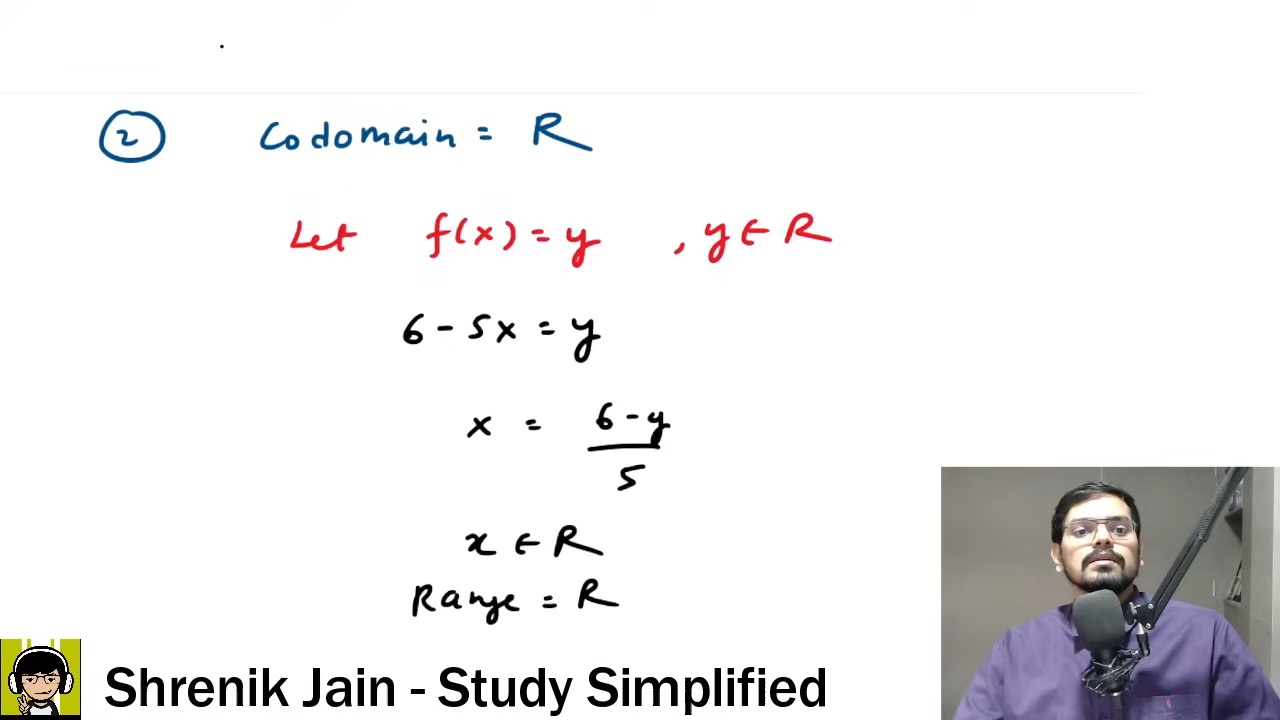 2 Codomain = R
Let f(x) = y , y ∈ R
6 - 5x = y
x = 6 - y / 5
x ∈ R
Range = R
Shrenik Jain - Study Simplified